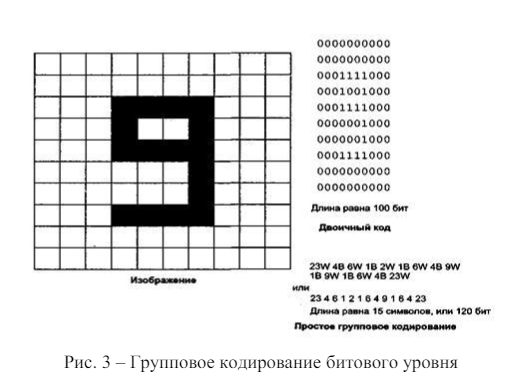 0000000000
0000000000
0001111000
0001001000
0001111000
0000001000
0000001000
0001111000
0000000000
0000000000
Длина равна 100 бит
Двоичный код
Изображение
23W 4B 6W 1B 2W 1B 6W 4B 9W
1B 9W 1B 6W 4B 23W
или
23 4 6 1 2 1 6 4 9 1 6 4 23
Длина равна 15 символов, или 120 бит
Простое групповое кодирование
Рис. 3 – Групповое кодирование битового уровня